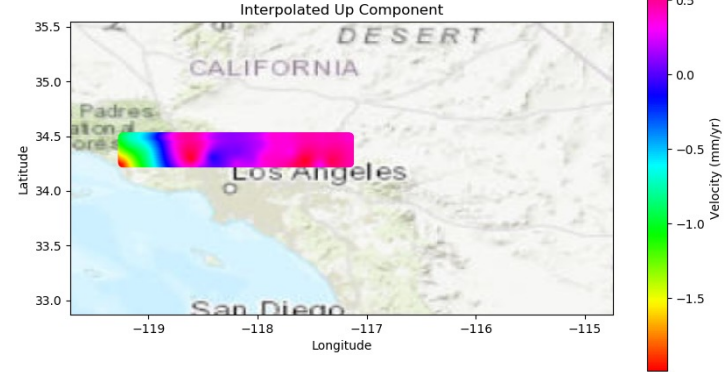 Interpolated Up Component
35.5
35.0
34.5
34.0
33.5
33.0
Latitude
DESERT
CALIFORNIA
Padres
Los Angeles
San Diego
−119
−118
−117
−116
−115
Longitude
0.5
0.0
−0.5
−1.0
−1.5
Velocity (mm/yr)